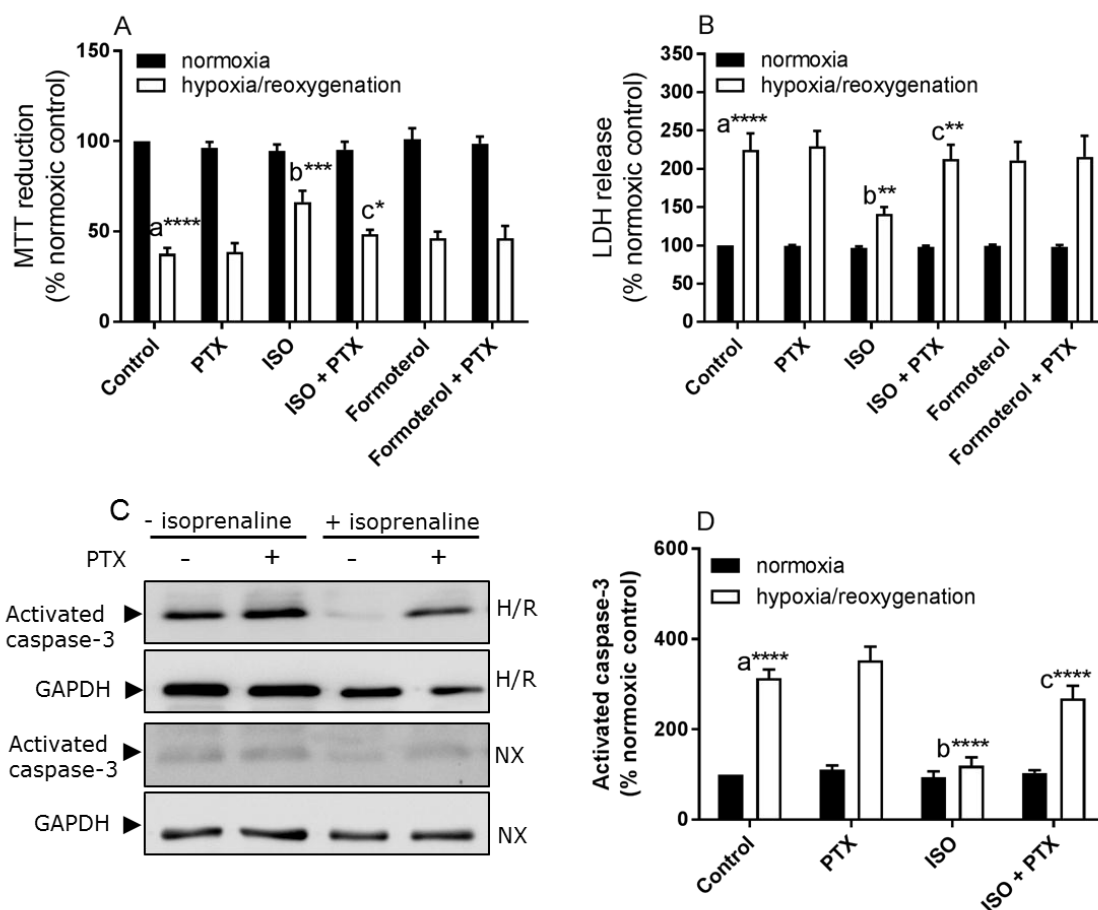 A
150
100
50
0
MTT reduction
(% normoxic control)
normoxia
hypoxia/reoxygenation
a****
b***
c*
Control
PTX
ISO
ISO + PTX
Formoterol
Formoterol + PTX
B
350
300
250
200
150
100
50
0
LDH release
(% normoxic control)
normoxia
hypoxia/reoxygenation
a****
b**
c**
Control
PTX
ISO
ISO + PTX
Formoterol
Formoterol + PTX
C
- isoprenaline + isoprenaline
PTX - + - +
Activated
caspase-3
H/R
GAPDH
H/R
Activated
caspase-3
NX
GAPDH
NX
D
600
400
200
0
Activated caspase-3
(% normoxic control)
normoxia
hypoxia/reoxygenation
a****
b****
c****
Control
PTX
ISO
ISO + PTX